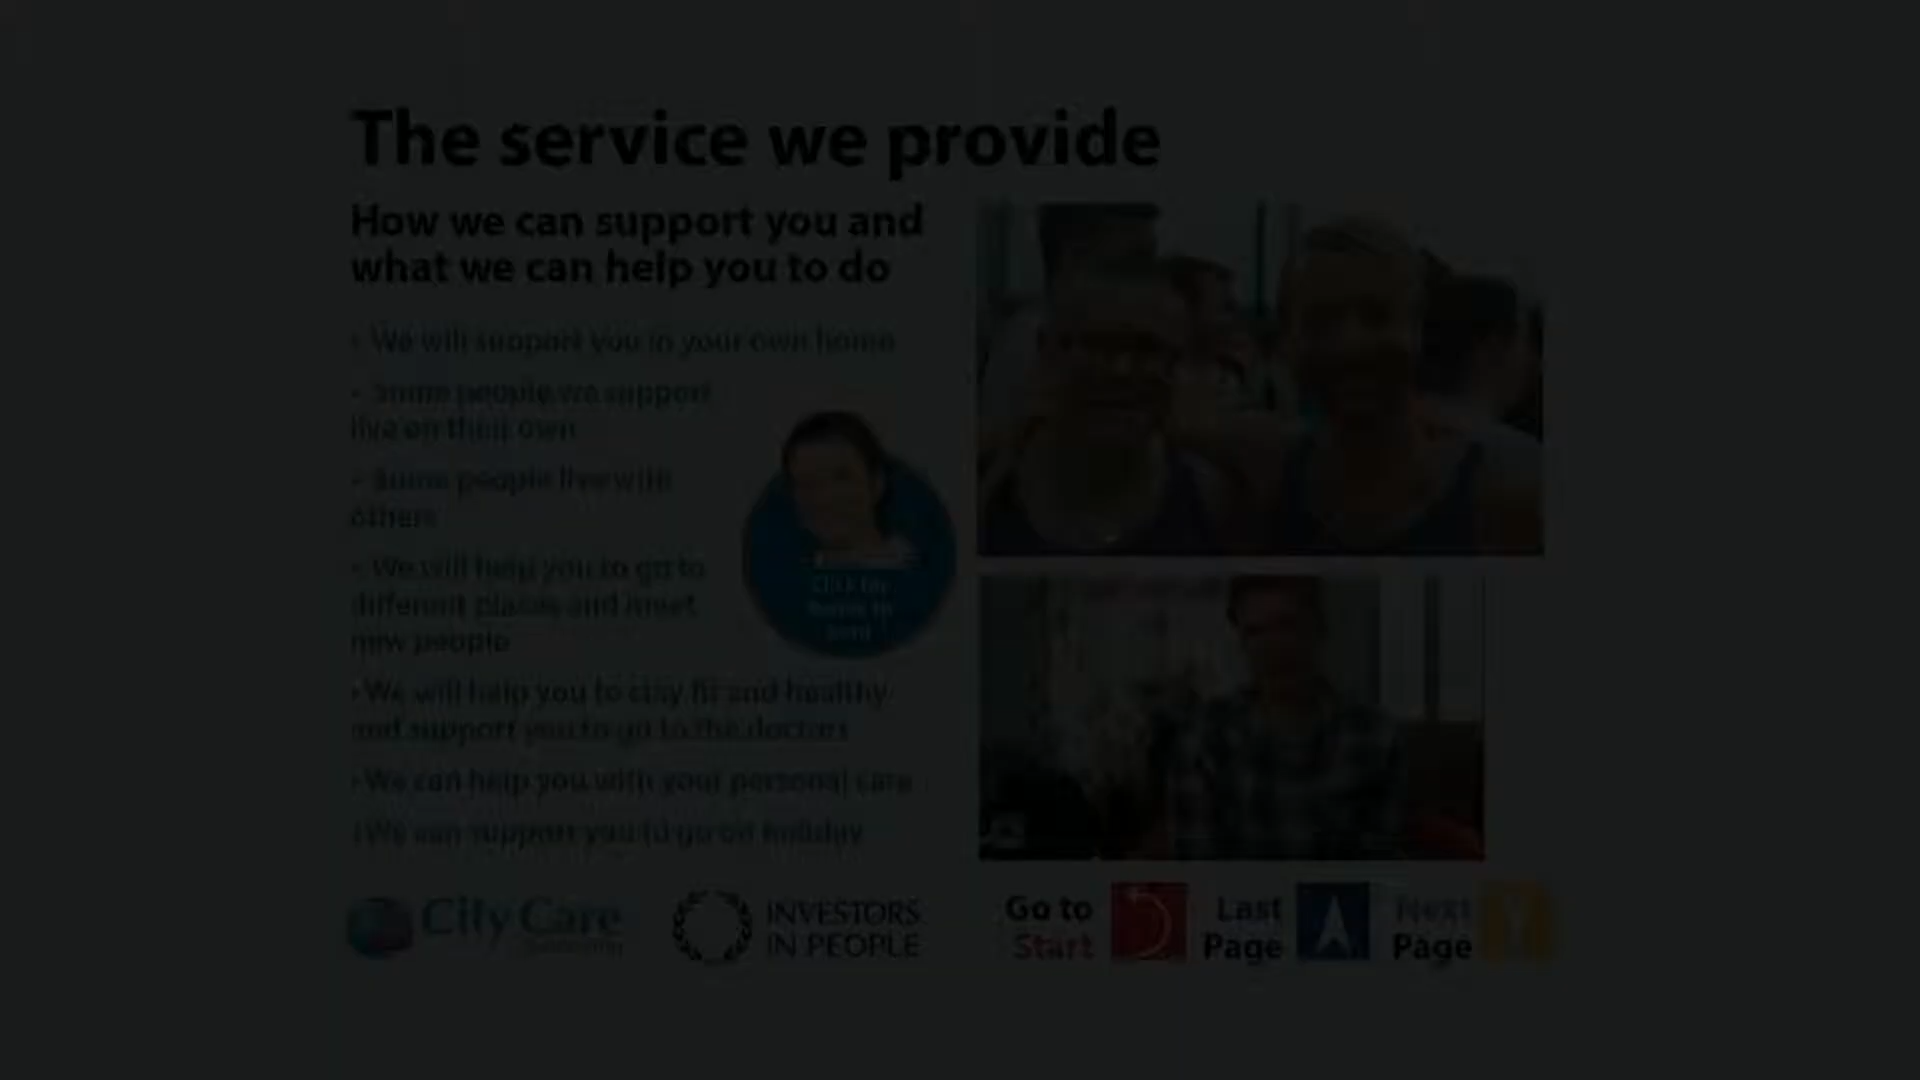 The service we provide
How we can support you and
what we can help you to do
• We will support you in your own home
• Some people we support
live on their own
• Some people live with
others
• We will help you to go to
different places and meet
new people
• We will help you to stay fit and healthy
and support you to go to the doctors
• We can help you with your personal care
• We can support you to go on holiday
City Care
INVESTORS
IN PEOPLE
Go to
Start
Last
Page
Next
Page